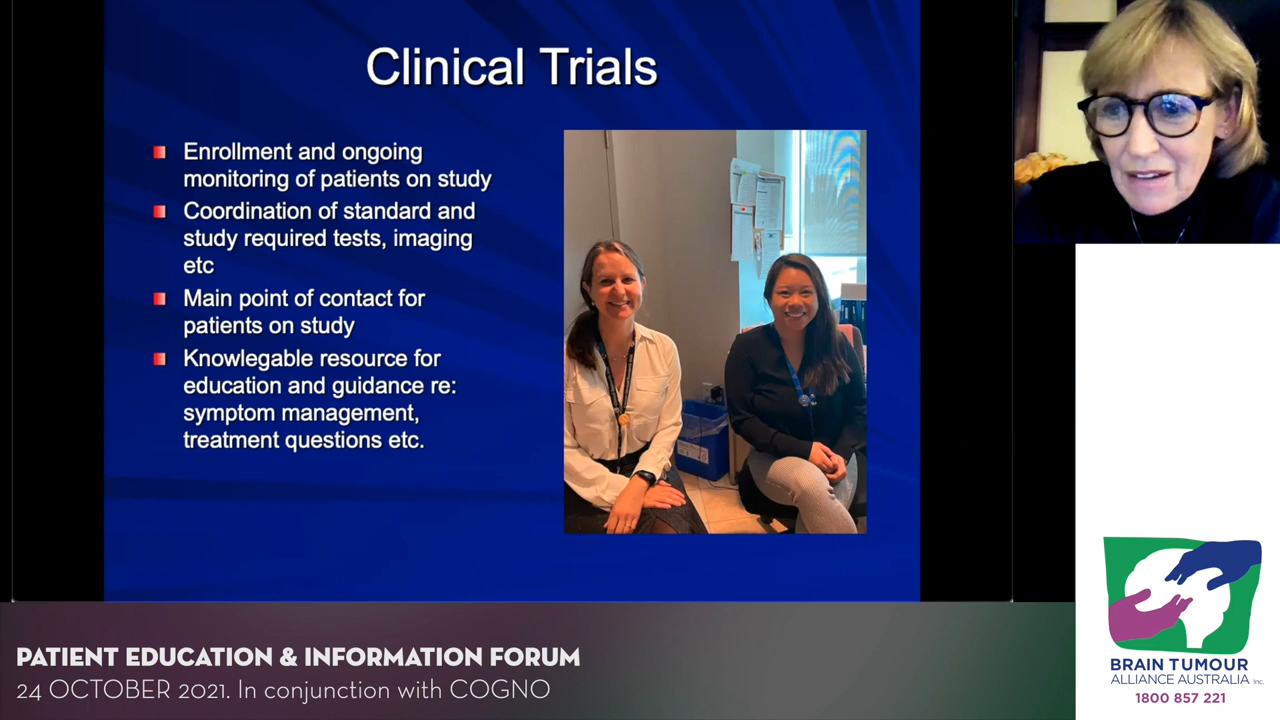 Clinical Trials
Enrollment and ongoing
monitoring of patients on study
Coordination of standard and
study required tests, imaging
etc
Main point of contact for
patients on study
Knowlegable resource for
education and guidance re:
symptom management,
treatment questions etc.
PATIENT EDUCATION & INFORMATION FORUM
24 OCTOBER 2021. In conjunction with COGNO
BRAIN TUMOUR
ALLIANCE AUSTRALIA Inc.
1800 857 221